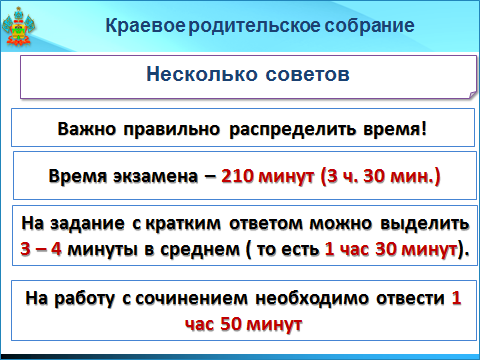 Краевое родительское собрание
Несколько советов
Важно правильно распределить время!
Время экзамена – 210 минут (3 ч. 30 мин.)
На задание с кратким ответом можно выделить
3 – 4 минуты в среднем ( то есть 1 час 30 минут).
На работу с сочинением необходимо отвести 1
час 50 минут